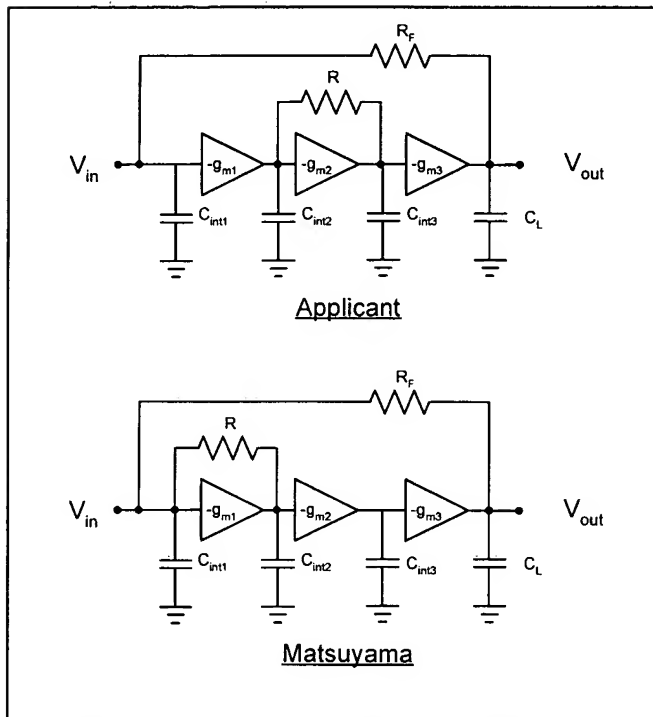 R_F
R
V_in -g_m1 -g_m2 -g_m3 V_out
C_int1 C_int2 C_int3 C_L
Applicant
R_F
R
V_in -g_m1 -g_m2 -g_m3 V_out
C_int1 C_int2 C_int3 C_L
Matsuyama